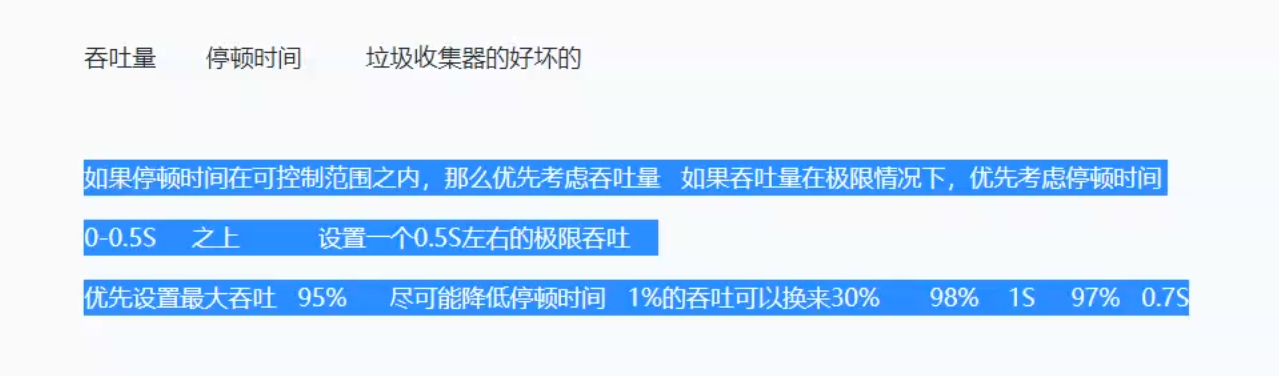 吞吐量 停顿时间 垃圾收集器的好坏的
如果停顿时间在可控制范围之内，那么优先考虑吞吐量 如果吞吐量在极限情况下，优先考虑停顿时间
0-0.5S 之上 设置一个0.5S左右的极限吞吐
优先设置最大吞吐 95% 尽可能降低停顿时间 1%的吞吐可以换来30% 98% 1S 97% 0.7S